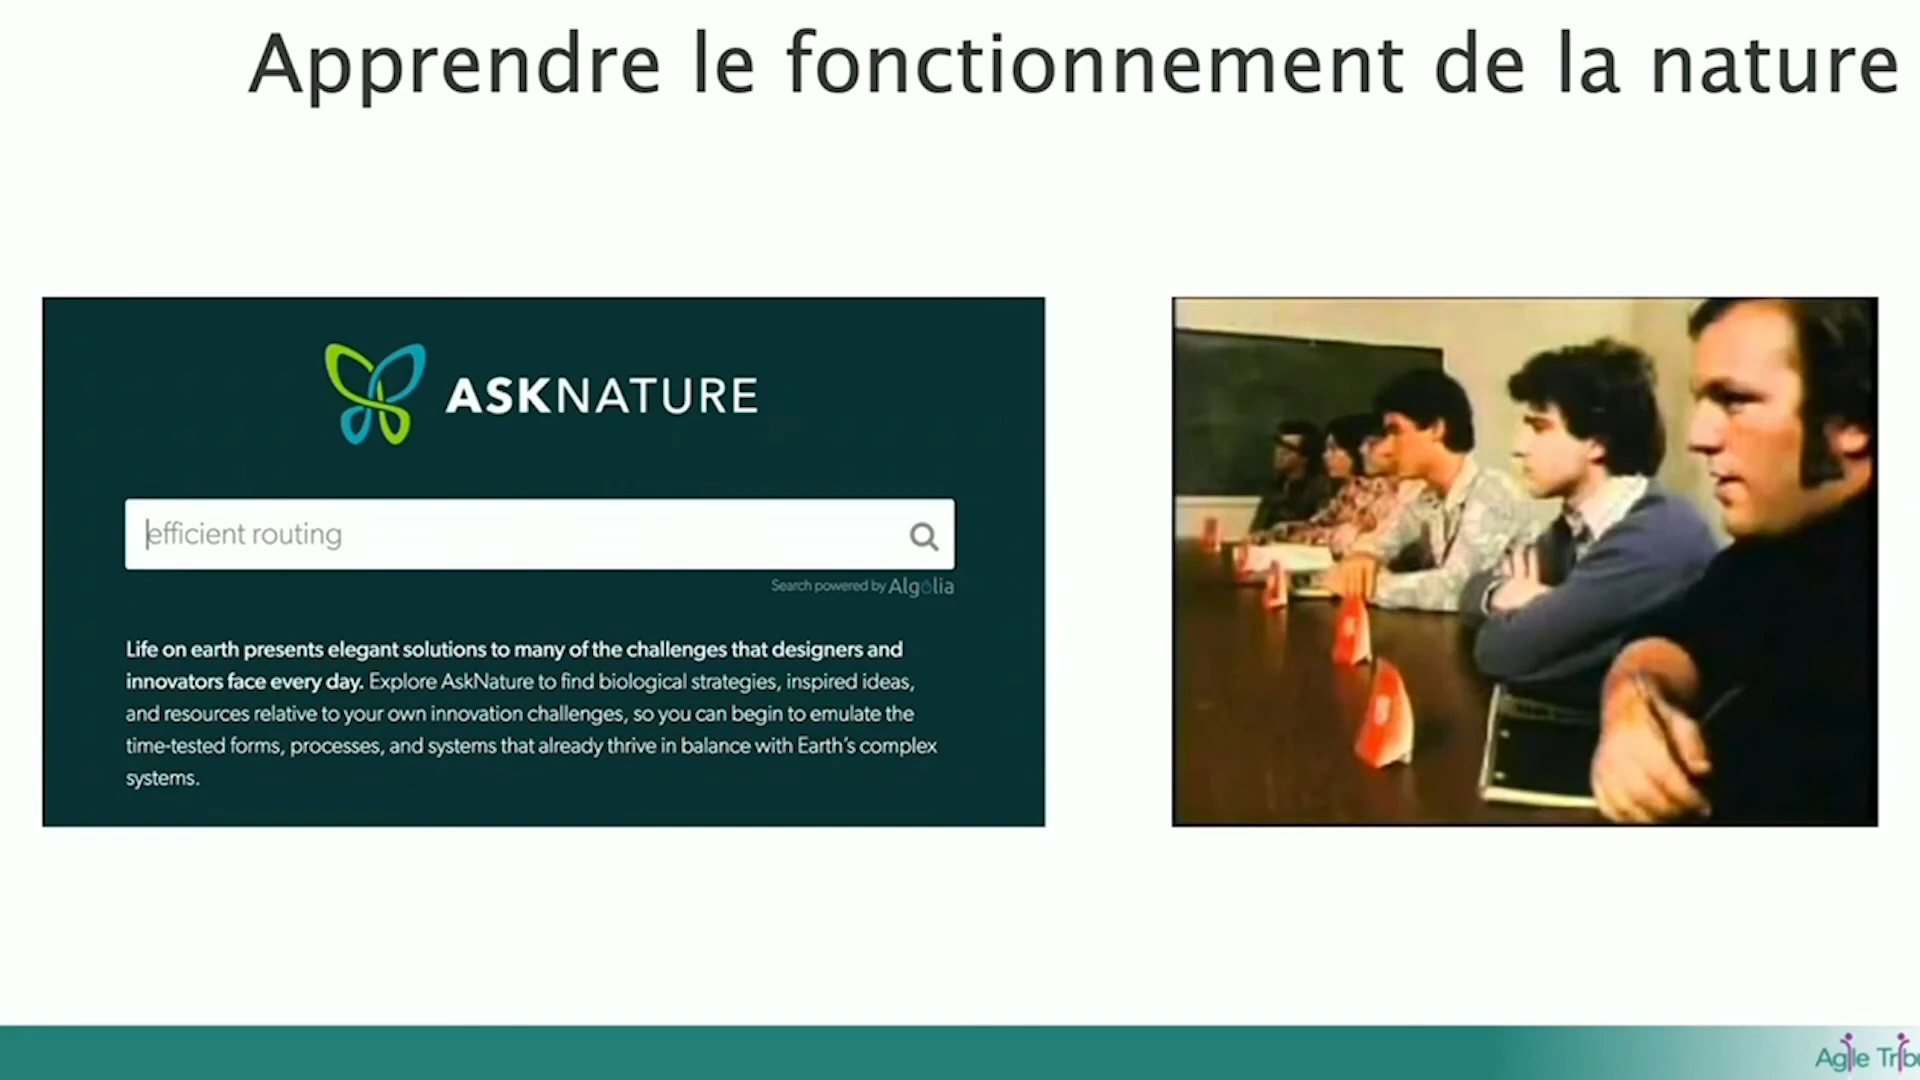 Apprendre le fonctionnement de la nature
ASKNATURE
efficient routing
Search powered by Algolia
Life on earth presents elegant solutions to many of the challenges that designers and
innovators face every day. Explore AskNature to find biological strategies, inspired ideas,
and resources relative to your own innovation challenges, so you can begin to emulate the
time-tested forms, processes, and systems that already thrive in balance with Earth's complex
systems.
Agile Tribu